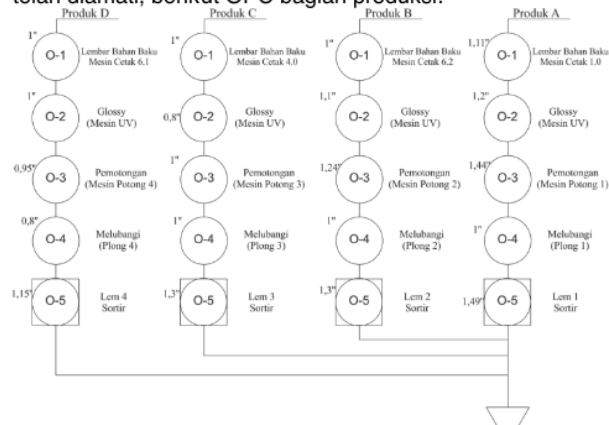 telah diamati, berikut OPC bagian produksi.
Produk D
Produk C
Produk B
Produk A
1"
O-1
Lembar Bahan Baku
Mesin Cetak 6.1
1"
O-1
Lembar Bahan Baku
Mesin Cetak 4.0
1"
O-1
Lembar Bahan Baku
Mesin Cetak 6.2
1,11"
O-1
Lembar Bahan Baku
Mesin Cetak 1.0
1"
O-2
Glossy
(Mesin UV)
0,8"
O-2
Glossy
(Mesin UV)
1,1"
O-2
Glossy
(Mesin UV)
1,2"
O-2
Glossy
(Mesin UV)
0,95"
O-3
Pemotongan
(Mesin Potong 4)
1"
O-3
Pemotongan
(Mesin Potong 3)
1,24"
O-3
Pemotongan
(Mesin Potong 2)
1,44"
O-3
Pemotongan
(Mesin Potong 1)
0,8"
O-4
Melubangi
(Plong 4)
1"
O-4
Melubangi
(Plong 3)
1"
O-4
Melubangi
(Plong 2)
1"
O-4
Melubangi
(Plong 1)
1,15"
O-5
Lem 4
Sortir
1,3"
O-5
Lem 3
Sortir
1,3"
O-5
Lem 2
Sortir
1,49"
O-5
Lem 1
Sortir